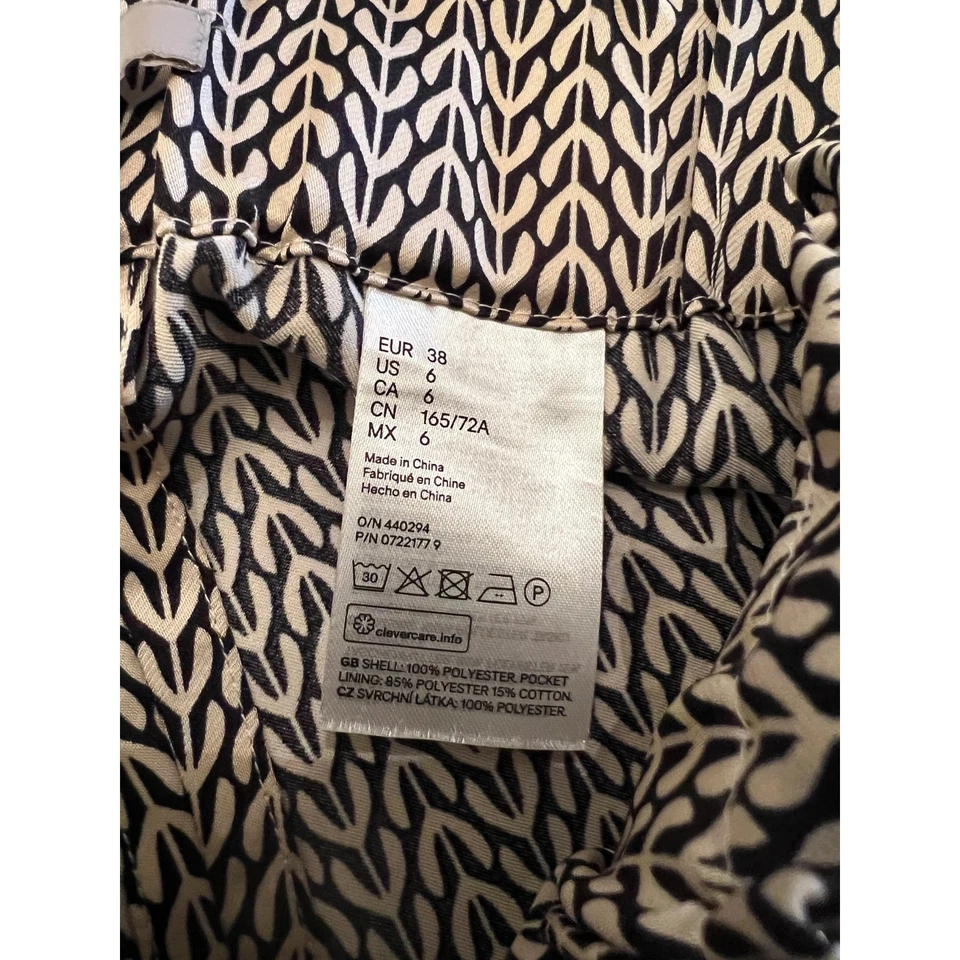 EUR 38
US 6
CA 6
CN 165/72A
MX 6
Made in China
Fabriqué en Chine
Hecho en China
O/N 440294
P/N 0722177 9
30
P
clevercare.info
GB SHELL: 100% POLYESTER. POCKET
LINING: 85% POLYESTER 15% COTTON.
CZ SVRCHNÍ LÁTKA: 100% POLYESTER.